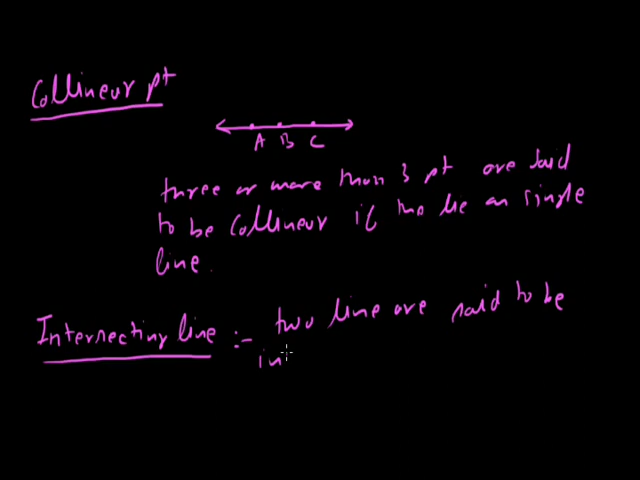 Collinear pt
A B C
three or more than 3 pt are said
to be Collinear if the lie on single
line.
Intersecting line :- two line are said to be
in